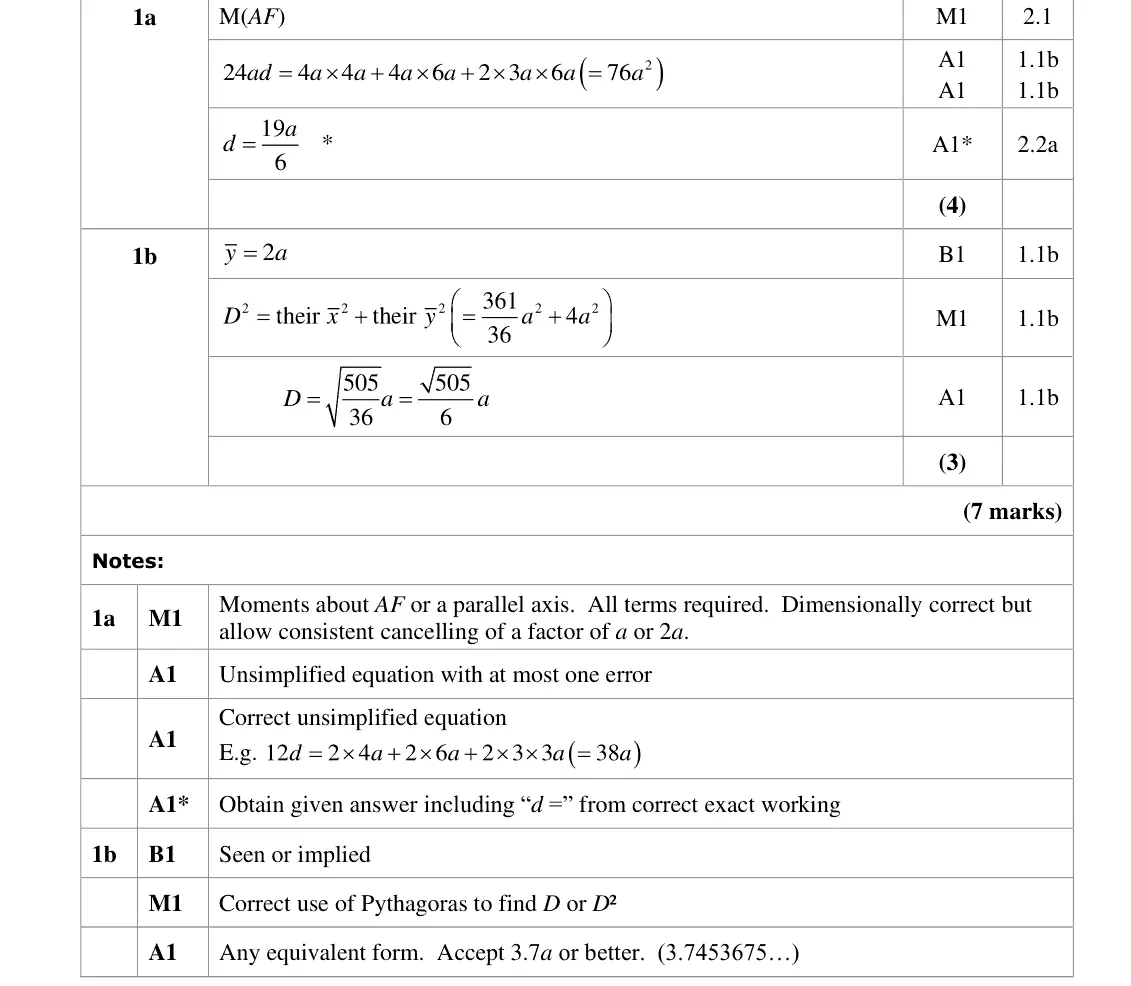 1a M(AF) M1 2.1
24ad = 4a×4a + 4a×6a + 2×3a×6a (= 76a²) A1 1.1b
A1 1.1b
d = 19a/6 * A1* 2.2a
(4)
1b y̅ = 2a B1 1.1b
D² = their x̅² + their y̅² (= 361/36 a² + 4a²) M1 1.1b
D = √(505/36) a = √505/6 a A1 1.1b
(3)
(7 marks)
Notes:
1a M1 Moments about AF or a parallel axis. All terms required. Dimensionally correct but
allow consistent cancelling of a factor of a or 2a.
A1 Unsimplified equation with at most one error
A1 Correct unsimplified equation
E.g. 12d = 2×4a + 2×6a + 2×3×3a (= 38a)
A1* Obtain given answer including “d =” from correct exact working
1b B1 Seen or implied
M1 Correct use of Pythagoras to find D or D²
A1 Any equivalent form. Accept 3.7a or better. (3.7453675…)